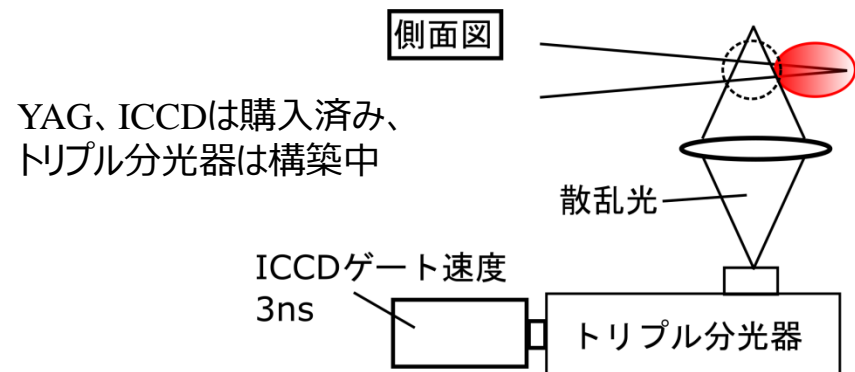 側面図
YAG、ICCDは購入済み、
トリプル分光器は構築中
散乱光
ICCDゲート速度
3ns
トリプル分光器